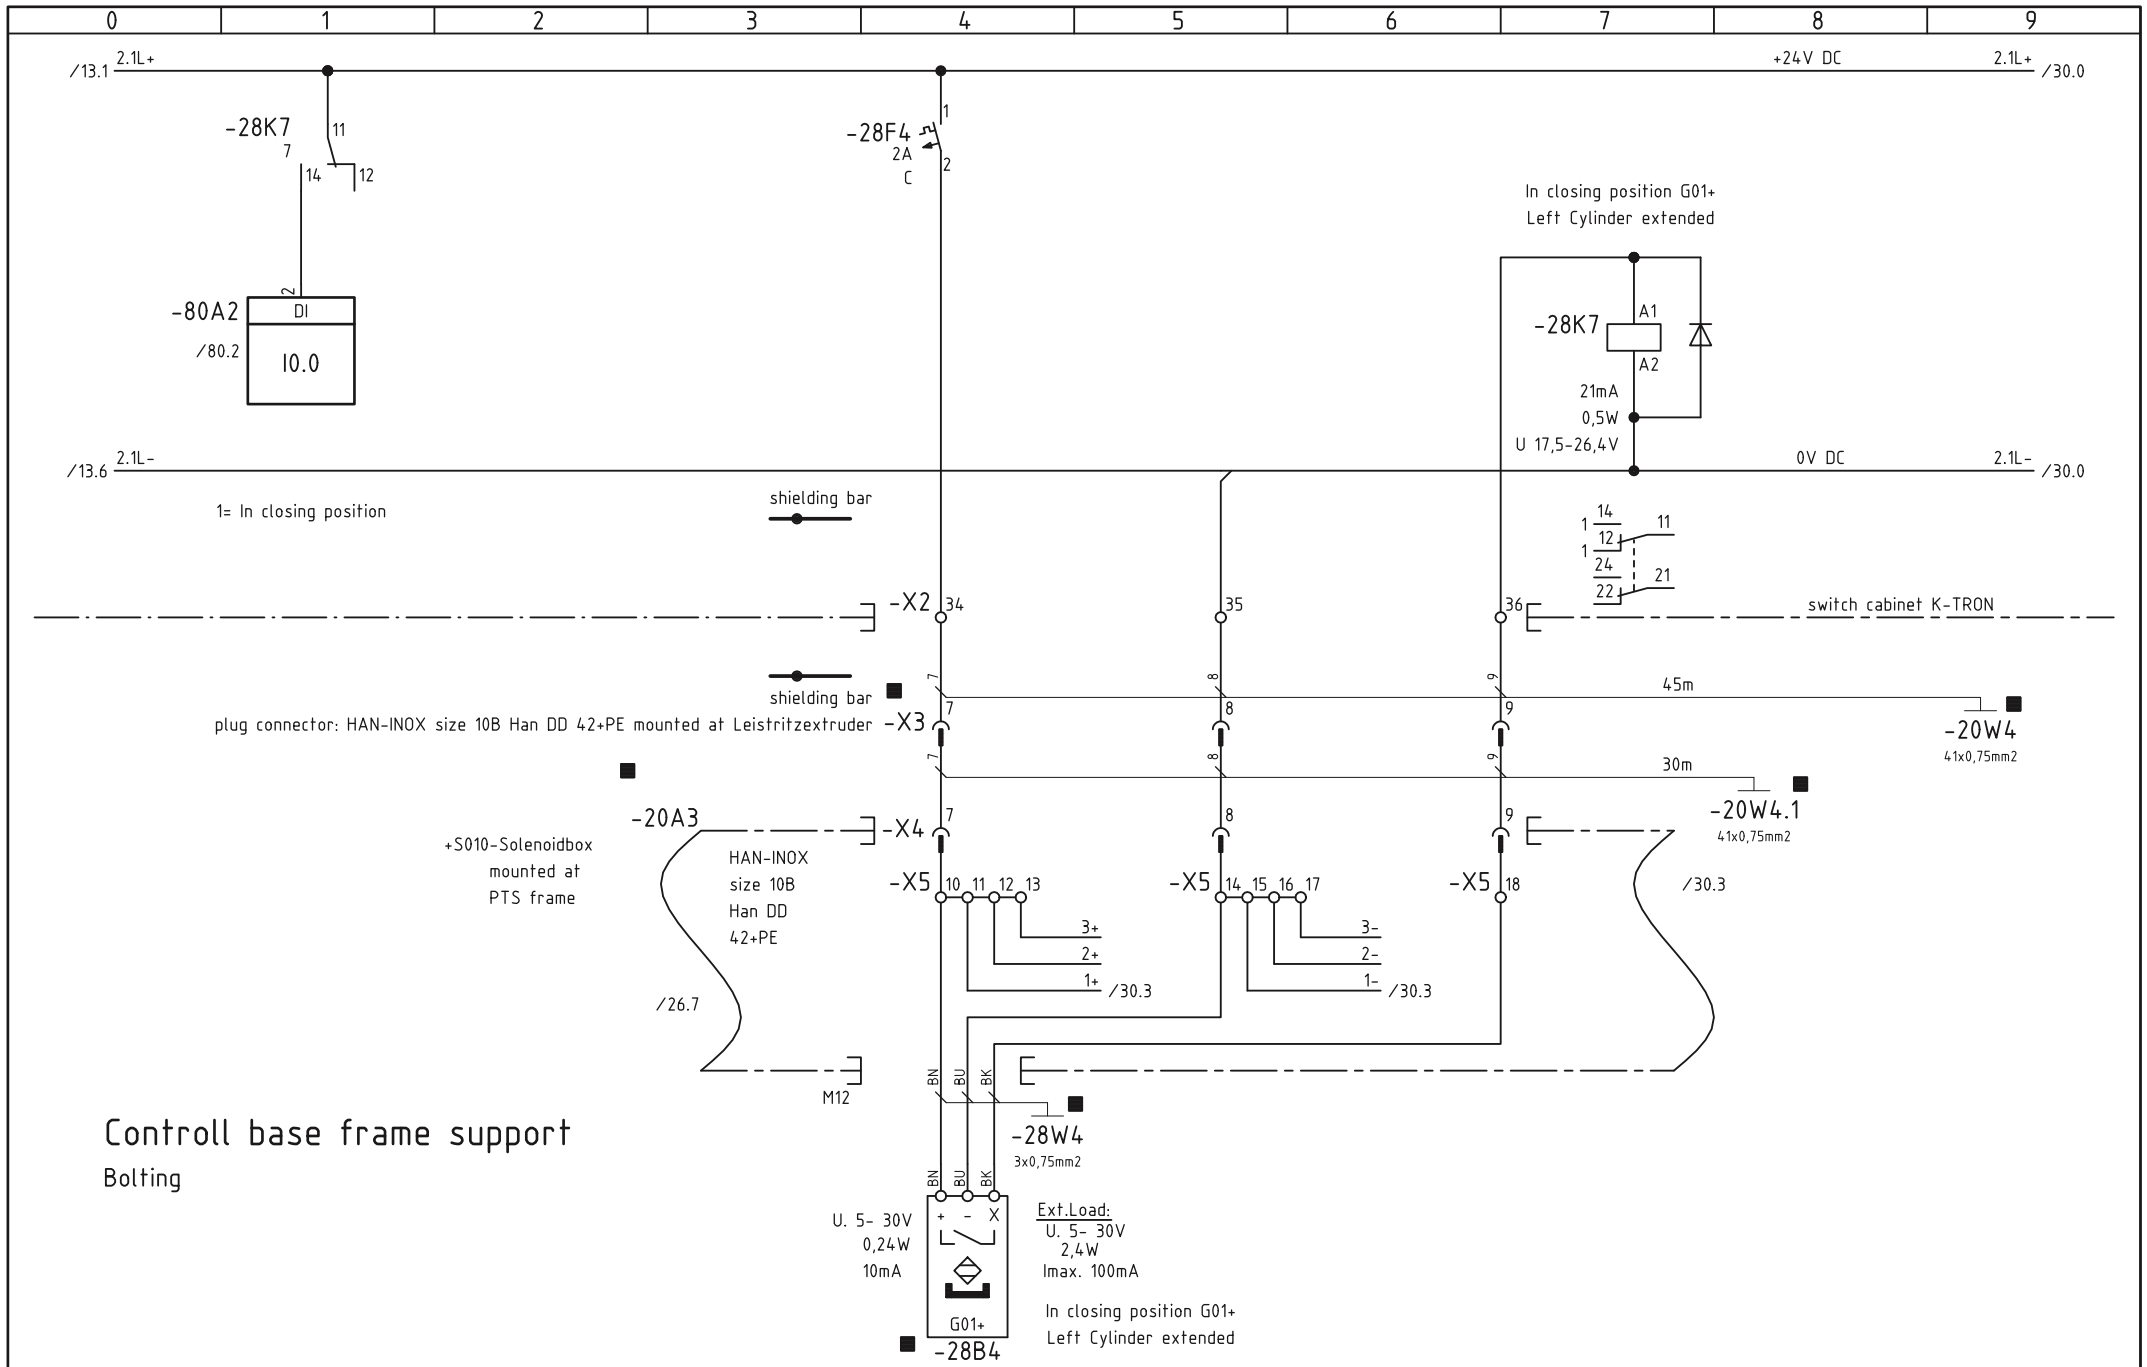 0 1 2 3 4 5 6 7 8 9
/13.1 2.1L+ +24V DC 2.1L+ /30.0
-28K7 11
7
14 12
-28F4 1
2A
2
C
In closing position G01+
Left Cylinder extended
2
-80A2 DI
/80.2
I0.0
-28K7 A1
A2
21mA
0,5W
U 17,5-26,4V
/13.6 2.1L- 0V DC 2.1L- /30.0
1= In closing position
shielding bar
14
1 11
12
1
24
21
22
-X2 34 35 36
switch cabinet K-TRON
shielding bar
7 8 9 45m
plug connector: HAN-INOX size 10B Han DD 42+PE mounted at Leistritzextruder -X3 7 8 9
-20W4
41x0,75mm2
7 8 9 30m
-20W4.1
41x0,75mm2
-20A3
-X4 7 8 9
+S010-Solenoidbox
mounted at
PTS frame
HAN-INOX
size 10B
Han DD
42+PE
-X5 10 11 12 13 -X5 14 15 16 17 -X5 18 /30.3
3+ 3-
2+ 2-
1+ /30.3 1- /30.3
/26.7
M12
BN BU BK
-28W4
3x0,75mm2
Controll base frame support
Bolting
BN BU BK
U. 5- 30V
0,24W
10mA
+ - X
Ext.Load:
U. 5- 30V
2,4W
Imax. 100mA
In closing position G01+
Left Cylinder extended
G01+
-28B4